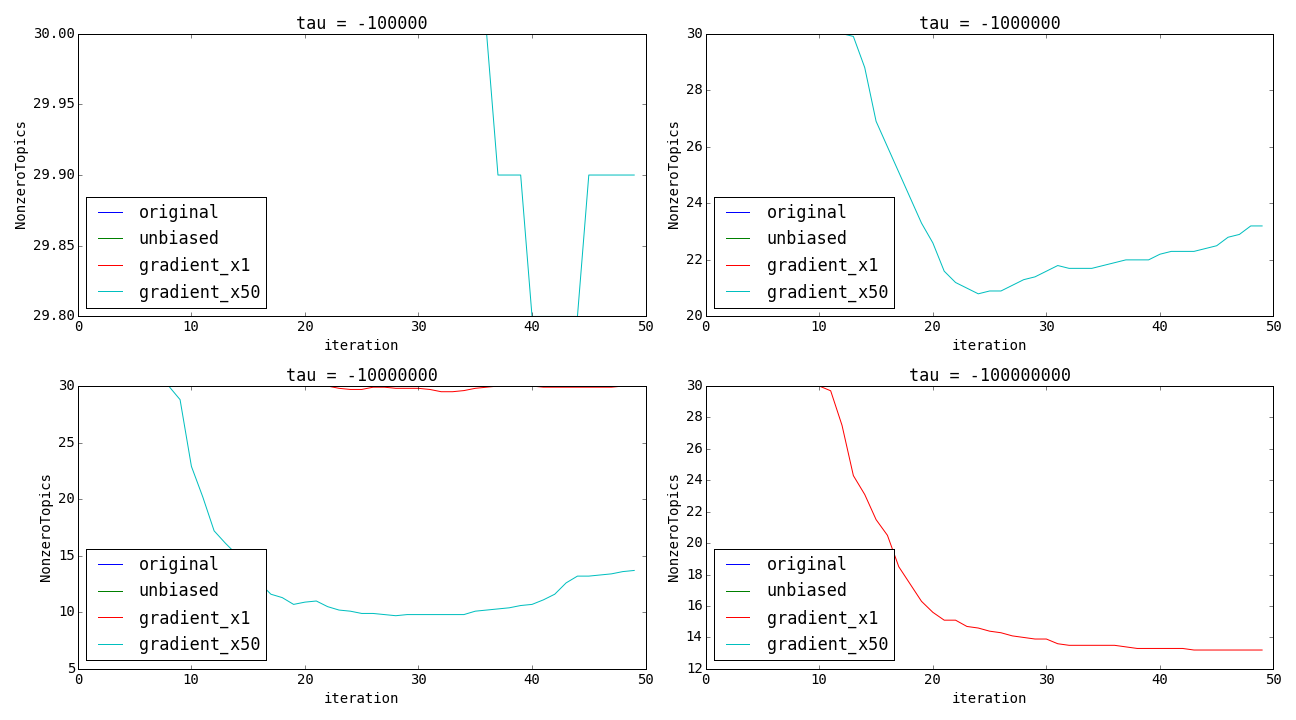 tau = -100000
30.00
29.95
29.90
29.85
29.80
NonzeroTopics
original
unbiased
gradient_x1
gradient_x50
0 10 20 30 40 50
iteration
tau = -1000000
30
28
26
24
22
20
NonzeroTopics
original
unbiased
gradient_x1
gradient_x50
0 10 20 30 40 50
iteration
tau = -10000000
30
25
20
15
10
5
NonzeroTopics
original
unbiased
gradient_x1
gradient_x50
0 10 20 30 40 50
iteration
tau = -100000000
30
28
26
24
22
20
18
16
14
12
NonzeroTopics
original
unbiased
gradient_x1
gradient_x50
0 10 20 30 40 50
iteration